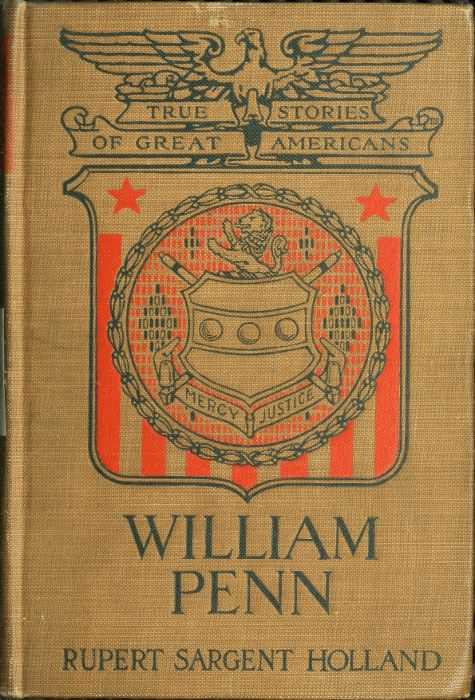 TRUE STORIES
OF GREAT AMERICANS
MERCY JUSTICE
WILLIAM
PENN
RUPERT SARGENT HOLLAND